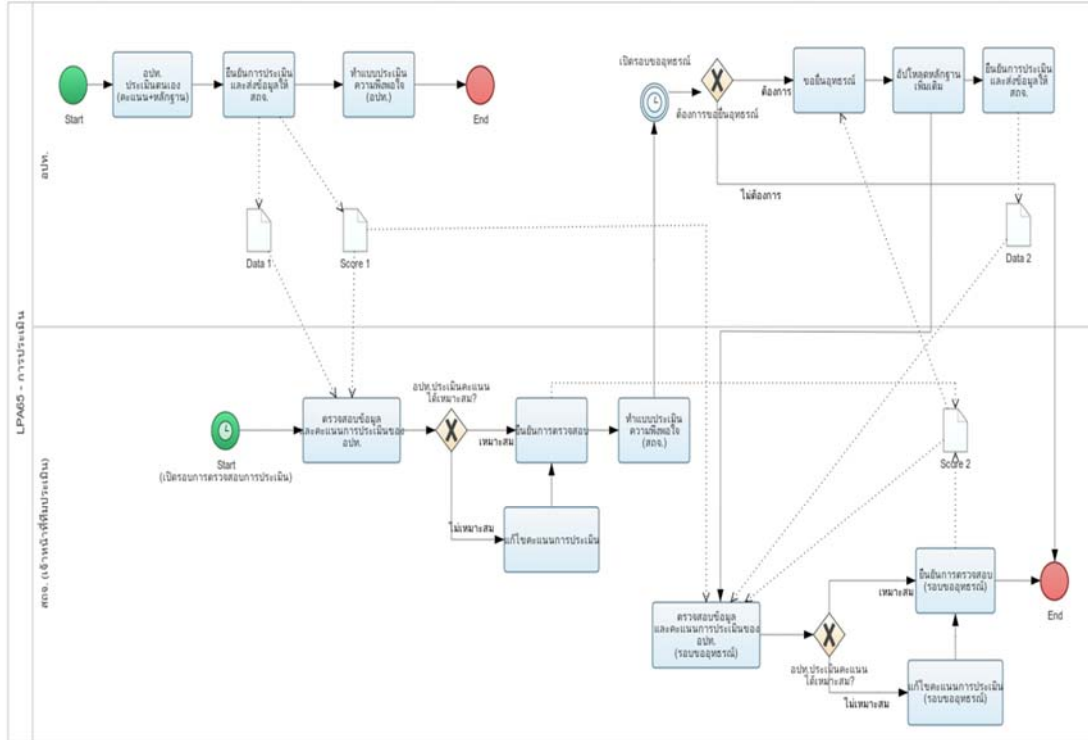 LPA65 - การประเมิน
อปท.
Start
อปท.
ประเมินตนเอง
(คะแนน+หลักฐาน)
ยืนยันการประเมิน
และส่งข้อมูลให้
สถจ.
ทำแบบประเมิน
ความพึงพอใจ
(อปท.)
End
เปิดรอบขออุทธรณ์
ต้องการขอยื่นอุทธรณ์
ต้องการ
ไม่ต้องการ
ขอยื่นอุทธรณ์
อัปโหลดหลักฐาน
เพิ่มเติม
ยืนยันการประเมิน
และส่งข้อมูลให้
สถจ.
Data 1
Score 1
Data 2
สถจ. (เจ้าหน้าที่ทีมประเมิน)
Start
(เปิดรอบการตรวจสอบการประเมิน)
ตรวจสอบข้อมูล
และคะแนนการประเมินของ
อปท.
อปท.ประเมินคะแนน
ได้เหมาะสม?
เหมาะสม
ไม่เหมาะสม
ยืนยันการตรวจสอบ
ทำแบบประเมิน
ความพึงพอใจ
(สถจ.)
แก้ไขคะแนนการประเมิน
Score 2
ตรวจสอบข้อมูล
และคะแนนการประเมินของ
อปท.
(รอบขออุทธรณ์)
อปท.ประเมินคะแนน
ได้เหมาะสม?
เหมาะสม
ไม่เหมาะสม
ยืนยันการตรวจสอบ
(รอบขออุทธรณ์)
แก้ไขคะแนนการประเมิน
(รอบขออุทธรณ์)
End